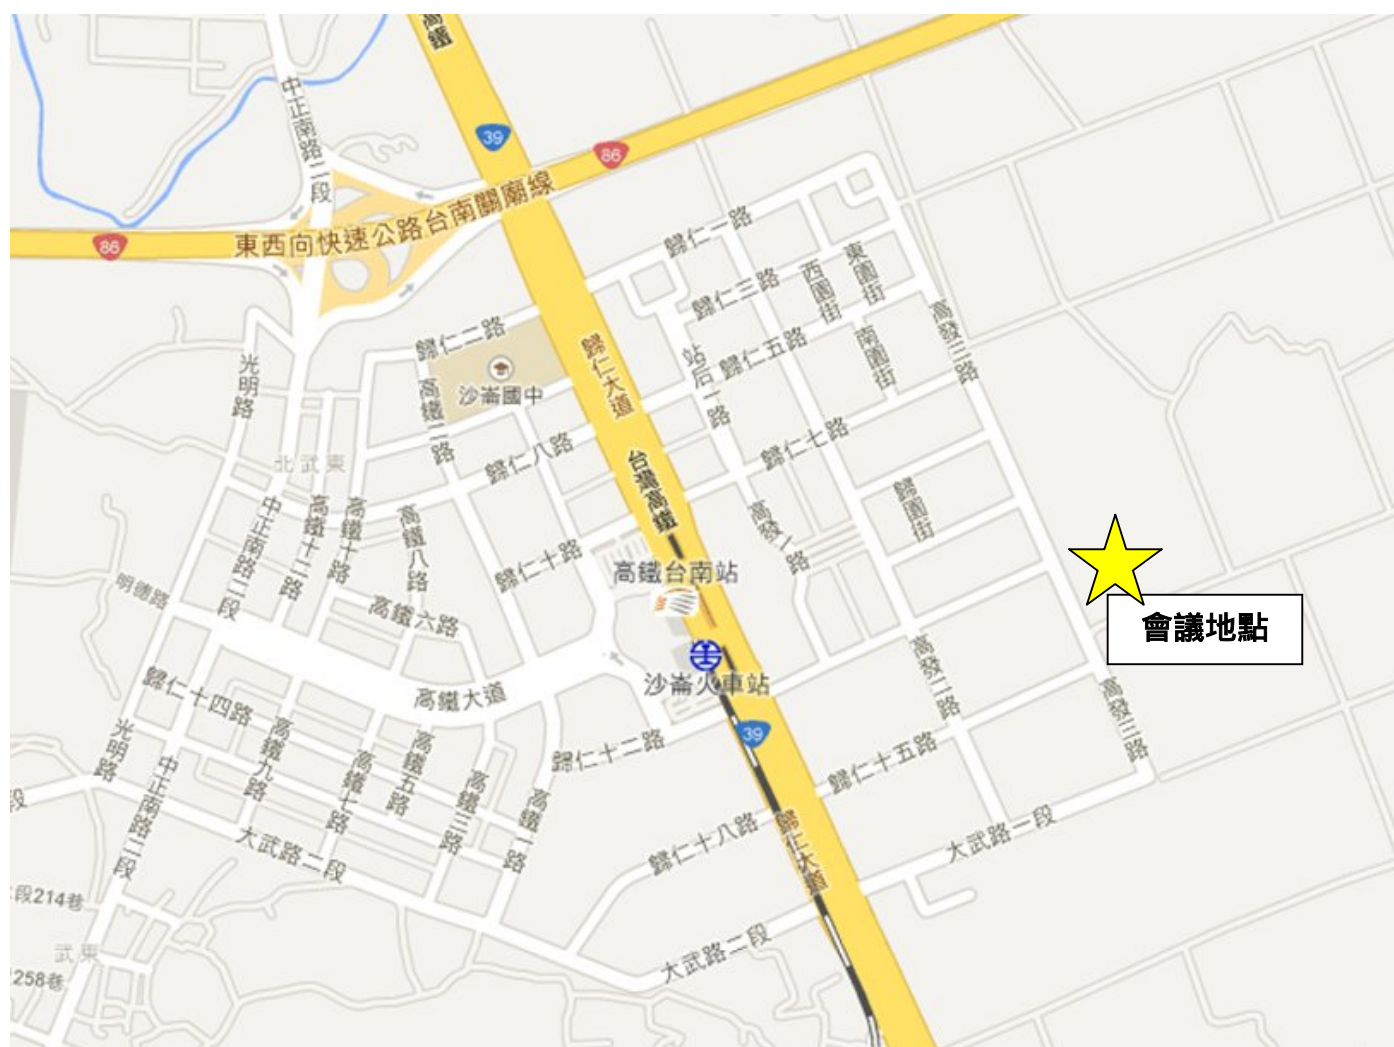 高鐵
39
中正南路二段
86
東西向快速公路台南關廟線
86
歸仁一路
歸仁三路
西園街
東園街
高發三路
歸仁二路
歸仁大道
站后一路
歸仁五路
南園街
光明路
沙崙國中
高鐵二路
歸仁七路
歸仁八路
台灣高鐵
北武東
歸園街
中正南路二段
高鐵十二路
高鐵十路
高鐵八路
高發一路
歸仁十路
高鐵台南站
明德路
高鐵六路
會議地點
沙崙火車站
高發二路
歸仁十四路
高鐵大道
高發三路
39
光明路
高鐵九路
高鐵七路
高鐵五路
高鐵三路
高鐵一路
歸仁十二路
歸仁十五路
中正南路二段
段
大武路二段
歸仁十八路
歸仁大道
大武路一段
段214巷
武東
258巷
大武路二段